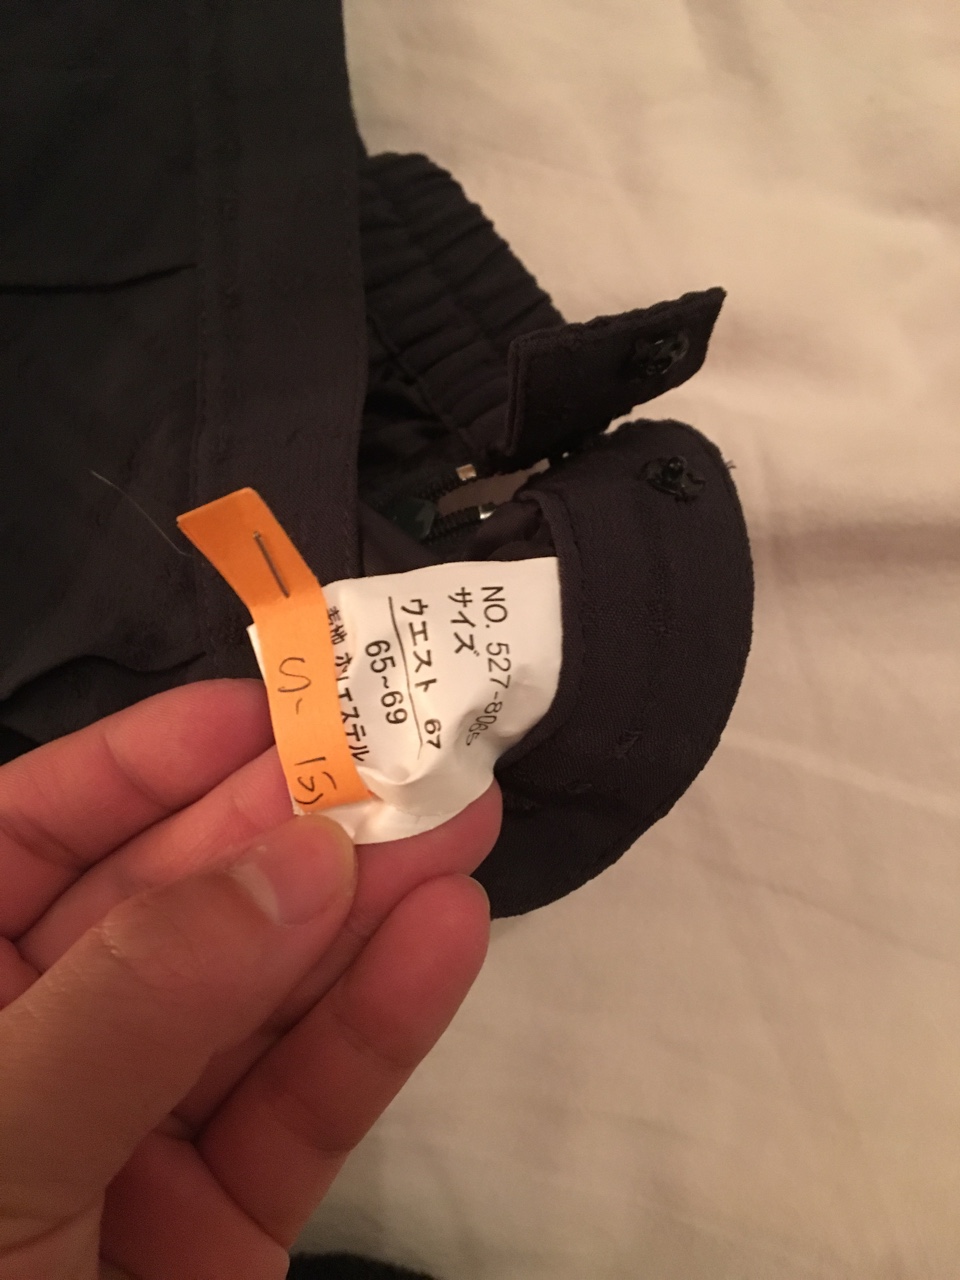 NO. 527-8085
サイズ
ウエスト 67
65~69
表地 ポリエステル
S-